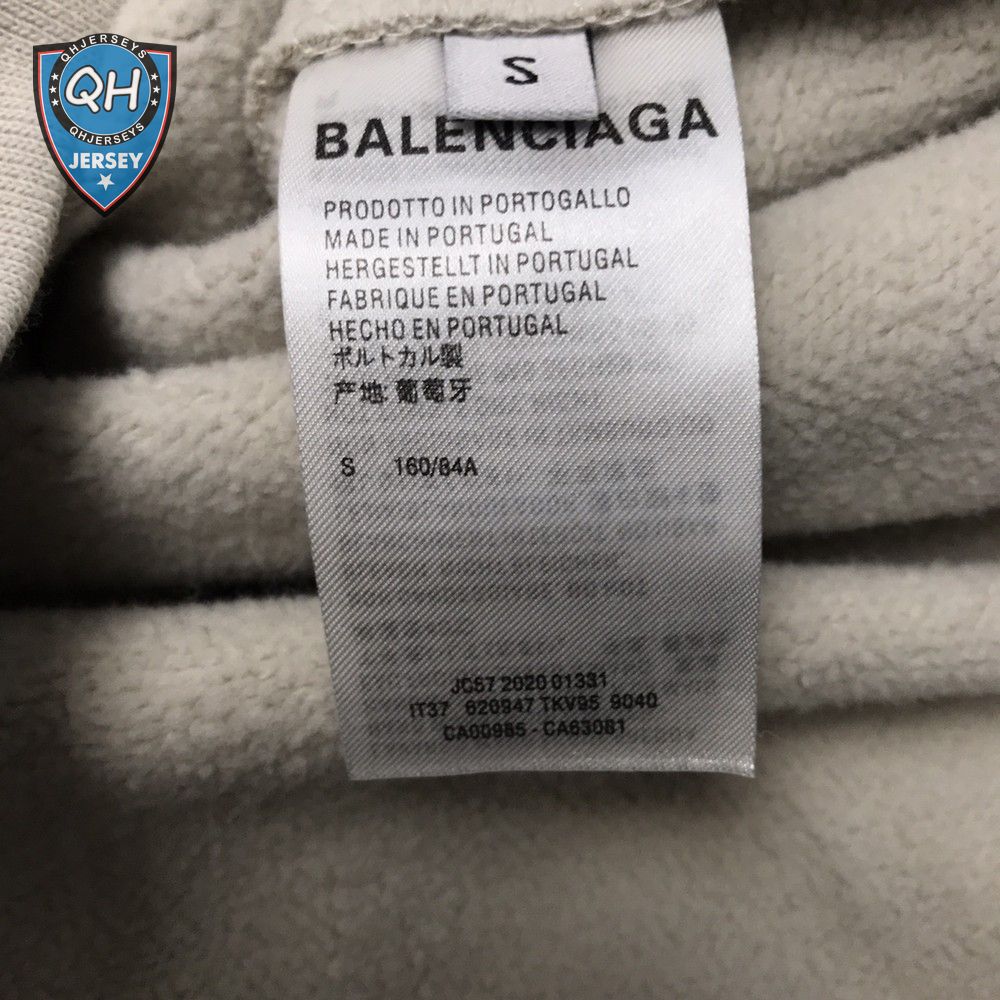 QHJERSEYS
QH
QHJERSEYS
JERSEY
S
BALENCIAGA
PRODOTTO IN PORTOGALLO
MADE IN PORTUGAL
HERGESTELLT IN PORTUGAL
FABRIQUE EN PORTUGAL
HECHO EN PORTUGAL
ポルトカル製
产地:葡萄牙
S 160/84A
JC57 2020 01331
IT37 620947 TKV95 9040
CA00985 - CA63081